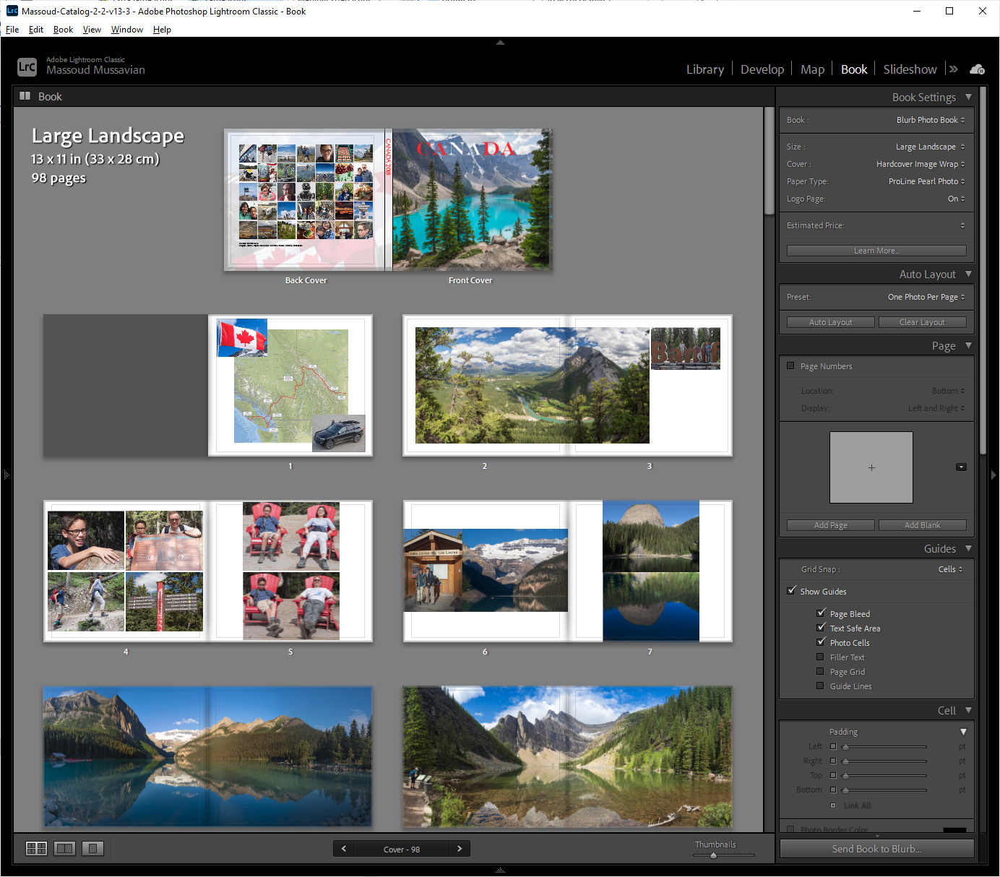 Massoud-Catalog-2-2-v13-3 - Adobe Photoshop Lightroom Classic - Book
File Edit Book View Window Help
LrC
Adobe Lightroom Classic
Massoud Mussavian
Library Develop Map Book Slideshow
Book
Large Landscape
13 x 11 in (33 x 28 cm)
98 pages
CANADA 2018
CANADA
Back Cover
Front Cover
1
Banff
2
3
4
5
Lake Louise Lac Louise
6
7
Cover - 98
Thumbnails
Book Settings
Book : Blurb Photo Book
Size : Large Landscape
Cover : Hardcover Image Wrap
Paper Type: ProLine Pearl Photo
Logo Page: On
Estimated Price:
Learn More...
Auto Layout
Preset: One Photo Per Page
Auto Layout Clear Layout
Page
Page Numbers
Location: Bottom
Display: Left and Right
Add Page Add Blank
Guides
Grid Snap : Cells
Show Guides
Page Bleed
Text Safe Area
Photo Cells
Filler Text
Page Grid
Guide Lines
Cell
Padding
Left pt
Right pt
Top pt
Bottom pt
Link All
Photo Border Color
Send Book to Blurb...